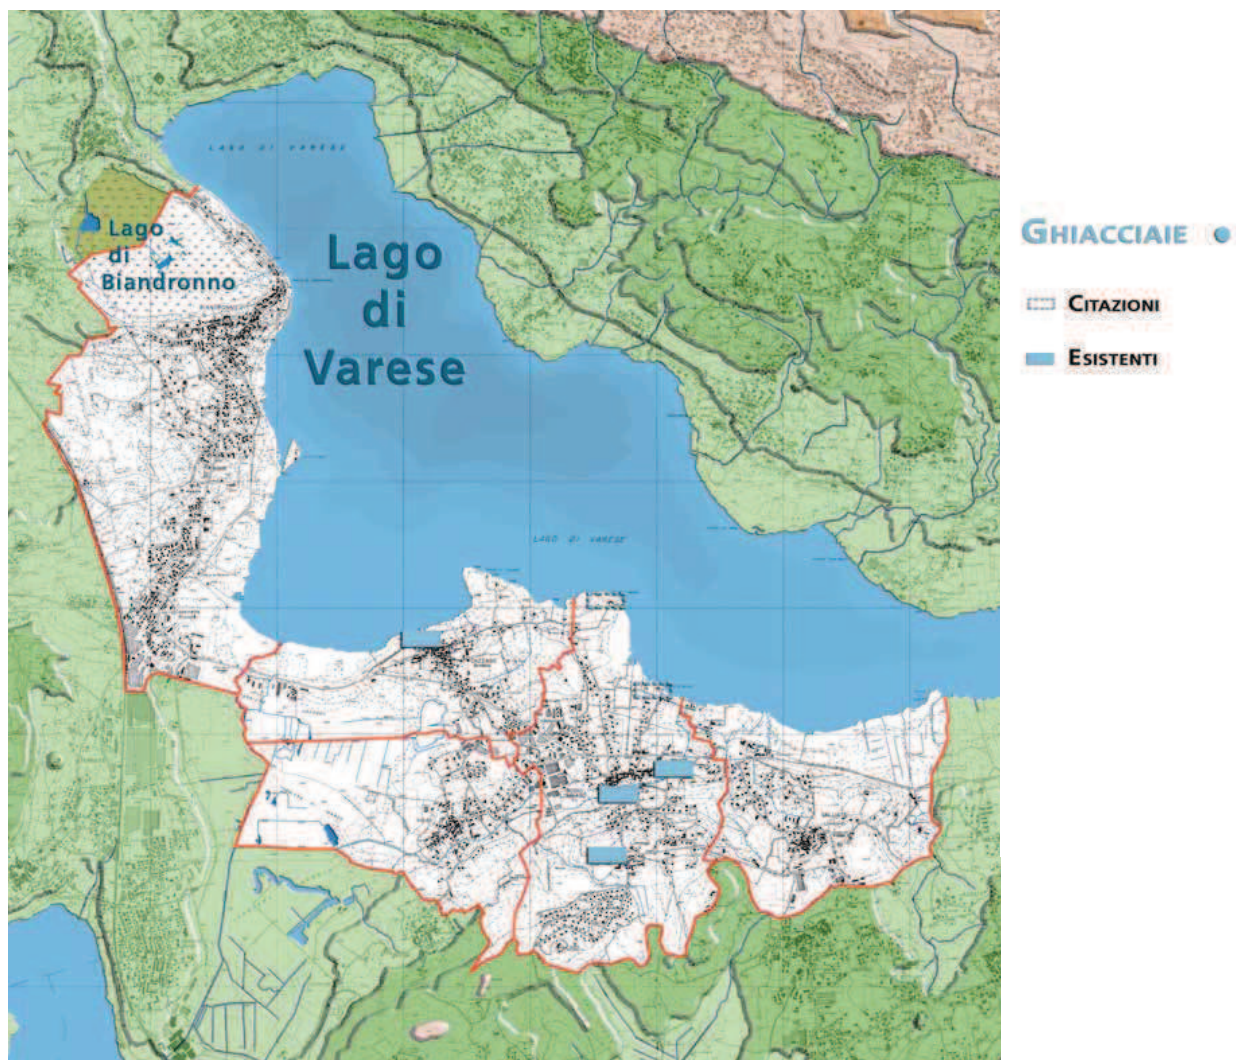 LAGO DI VARESE
Lago
di
Biandronno
Lago
di
Varese
LAGO DI VARESE
GHIACCIAIE
CITAZIONI
ESISTENTI